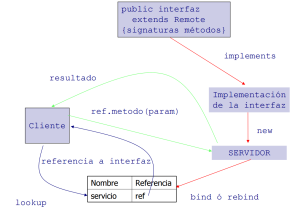 public interfaz
extends Remote
{signaturas métodos}
implements
resultado
Implementación
de la interfaz
ref.metodo(param)
Cliente
new
SERVIDOR
referencia a interfaz
Nombre Referencia
servicio ref
lookup
bind ó rebind